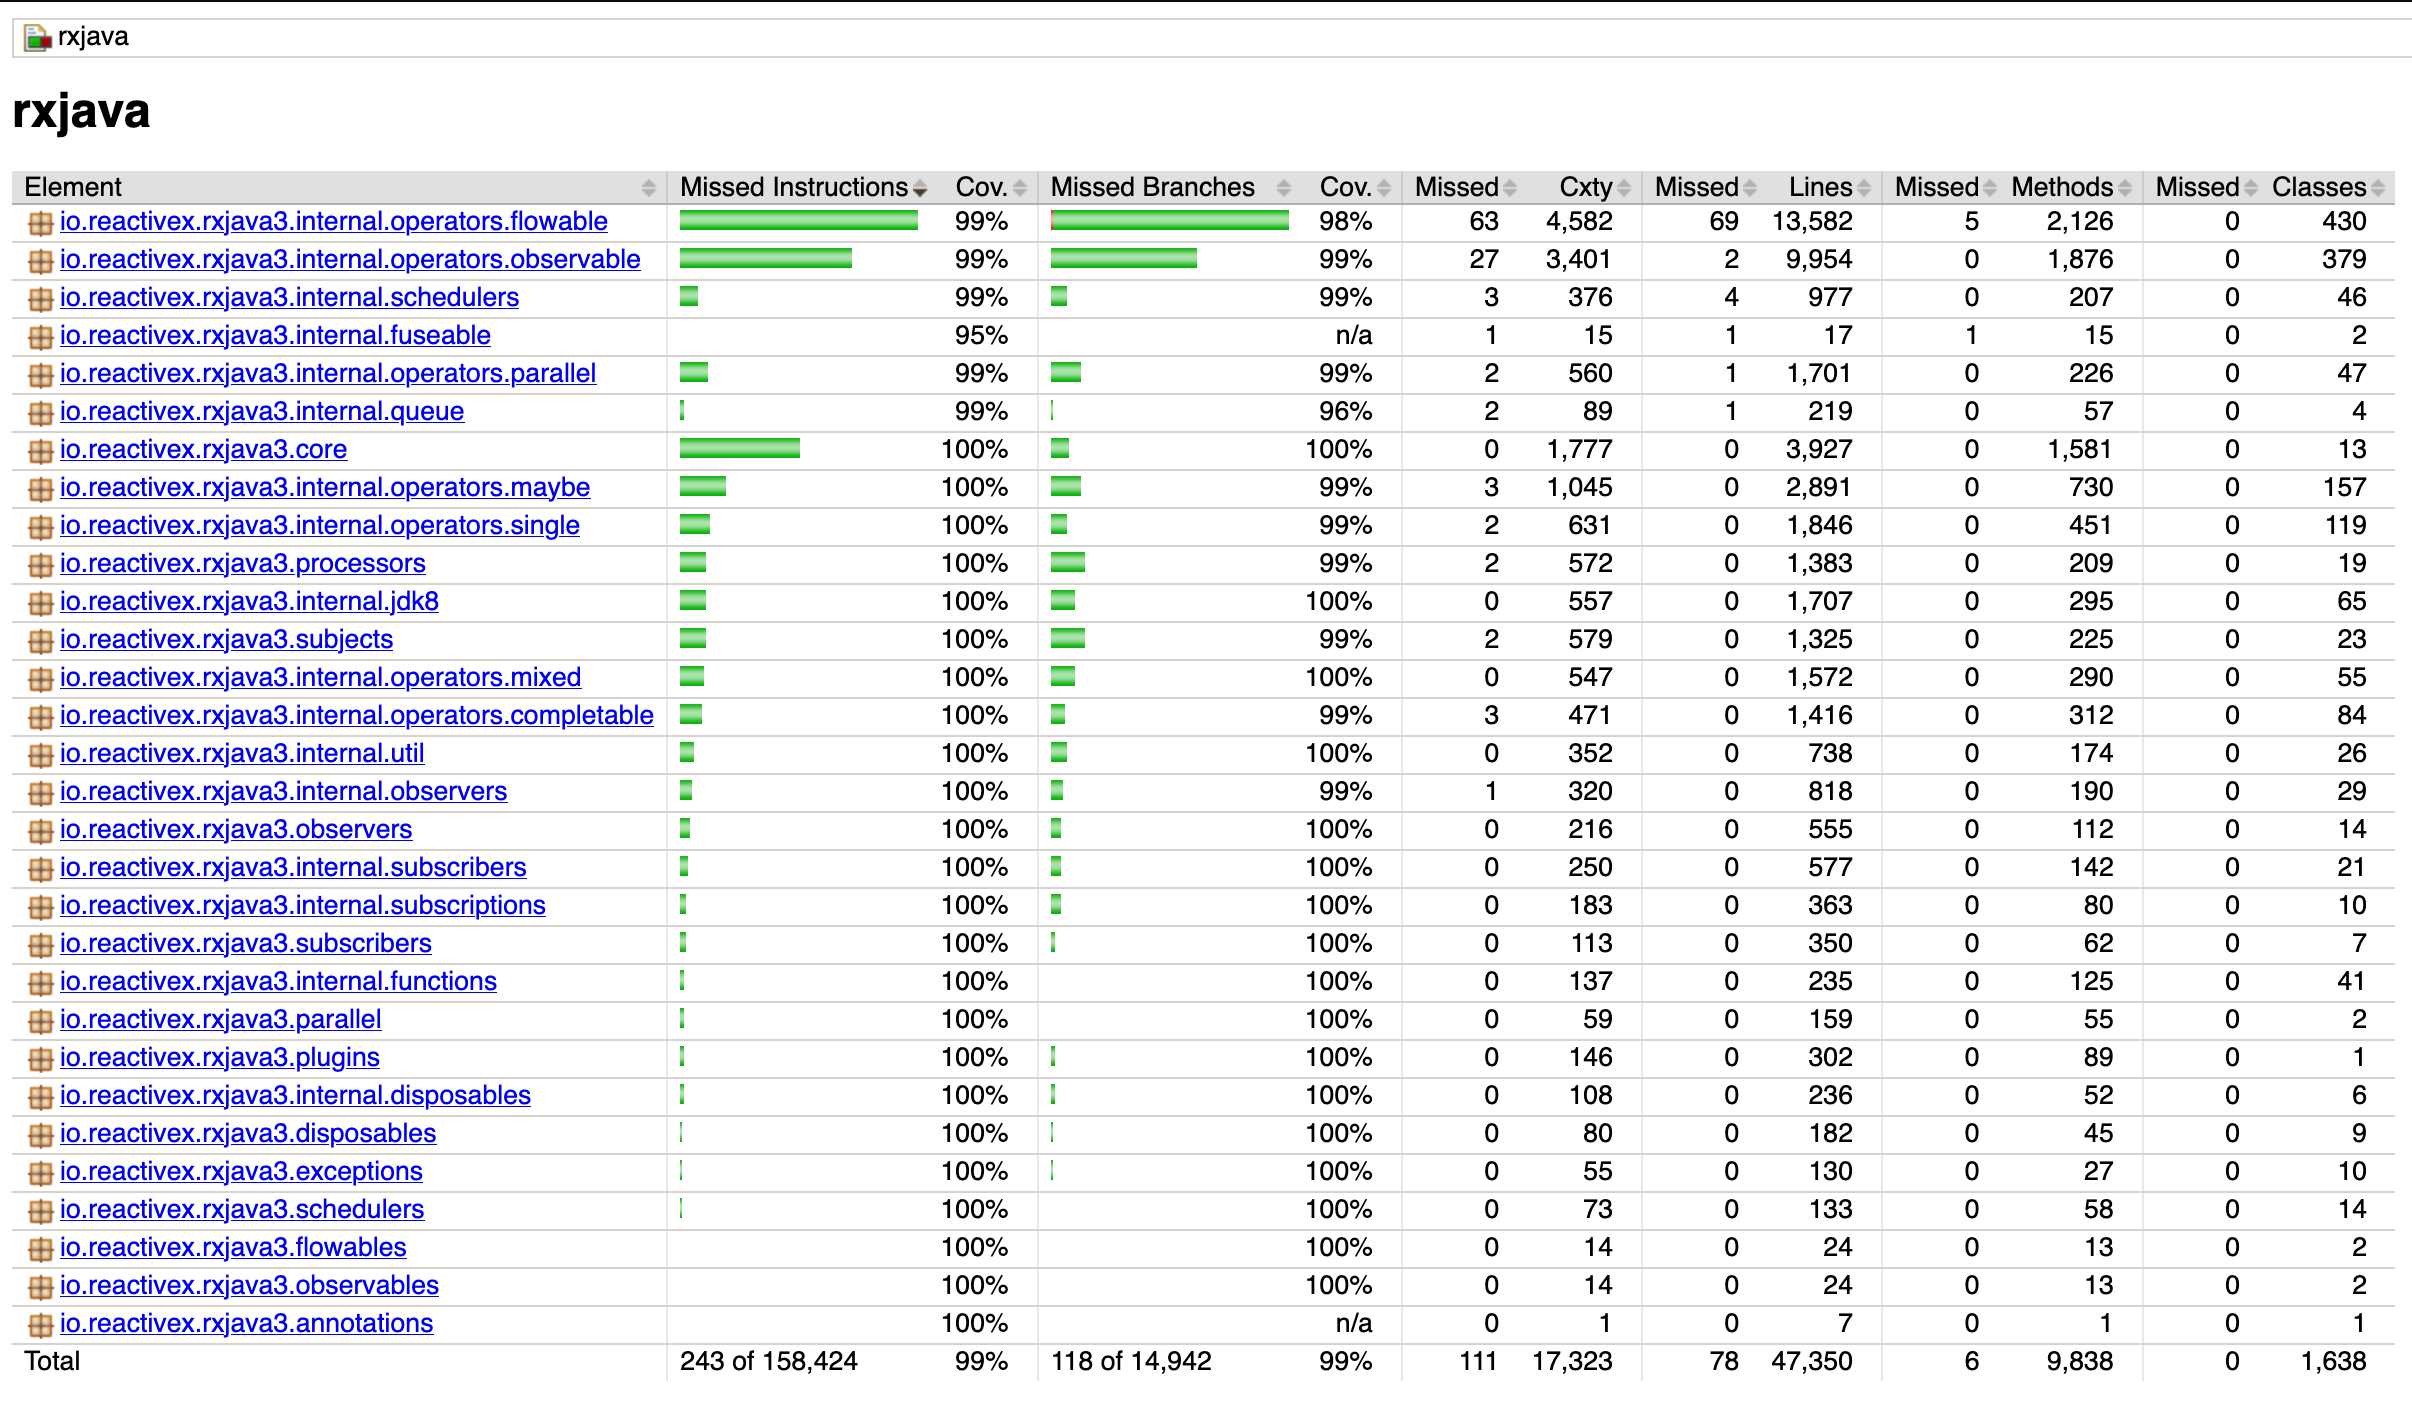 rxjava
rxjava
Element Missed Instructions Cov. Missed Branches Cov. Missed Cxty Missed Lines Missed Methods Missed Classes
io.reactivex.rxjava3.internal.operators.flowable 99% 98% 63 4,582 69 13,582 5 2,126 0 430
io.reactivex.rxjava3.internal.operators.observable 99% 99% 27 3,401 2 9,954 0 1,876 0 379
io.reactivex.rxjava3.internal.schedulers 99% 99% 3 376 4 977 0 207 0 46
io.reactivex.rxjava3.internal.fuseable 95% n/a 1 15 1 17 1 15 0 2
io.reactivex.rxjava3.internal.operators.parallel 99% 99% 2 560 1 1,701 0 226 0 47
io.reactivex.rxjava3.internal.queue 99% 96% 2 89 1 219 0 57 0 4
io.reactivex.rxjava3.core 100% 100% 0 1,777 0 3,927 0 1,581 0 13
io.reactivex.rxjava3.internal.operators.maybe 100% 99% 3 1,045 0 2,891 0 730 0 157
io.reactivex.rxjava3.internal.operators.single 100% 99% 2 631 0 1,846 0 451 0 119
io.reactivex.rxjava3.processors 100% 99% 2 572 0 1,383 0 209 0 19
io.reactivex.rxjava3.internal.jdk8 100% 100% 0 557 0 1,707 0 295 0 65
io.reactivex.rxjava3.subjects 100% 99% 2 579 0 1,325 0 225 0 23
io.reactivex.rxjava3.internal.operators.mixed 100% 100% 0 547 0 1,572 0 290 0 55
io.reactivex.rxjava3.internal.operators.completable 100% 99% 3 471 0 1,416 0 312 0 84
io.reactivex.rxjava3.internal.util 100% 100% 0 352 0 738 0 174 0 26
io.reactivex.rxjava3.internal.observers 100% 99% 1 320 0 818 0 190 0 29
io.reactivex.rxjava3.observers 100% 100% 0 216 0 555 0 112 0 14
io.reactivex.rxjava3.internal.subscribers 100% 100% 0 250 0 577 0 142 0 21
io.reactivex.rxjava3.internal.subscriptions 100% 100% 0 183 0 363 0 80 0 10
io.reactivex.rxjava3.subscribers 100% 100% 0 113 0 350 0 62 0 7
io.reactivex.rxjava3.internal.functions 100% 100% 0 137 0 235 0 125 0 41
io.reactivex.rxjava3.parallel 100% 100% 0 59 0 159 0 55 0 2
io.reactivex.rxjava3.plugins 100% 100% 0 146 0 302 0 89 0 1
io.reactivex.rxjava3.internal.disposables 100% 100% 0 108 0 236 0 52 0 6
io.reactivex.rxjava3.disposables 100% 100% 0 80 0 182 0 45 0 9
io.reactivex.rxjava3.exceptions 100% 100% 0 55 0 130 0 27 0 10
io.reactivex.rxjava3.schedulers 100% 100% 0 73 0 133 0 58 0 14
io.reactivex.rxjava3.flowables 100% 100% 0 14 0 24 0 13 0 2
io.reactivex.rxjava3.observables 100% 100% 0 14 0 24 0 13 0 2
io.reactivex.rxjava3.annotations 100% n/a 0 1 0 7 0 1 0 1
Total 243 of 158,424 99% 118 of 14,942 99% 111 17,323 78 47,350 6 9,838 0 1,638